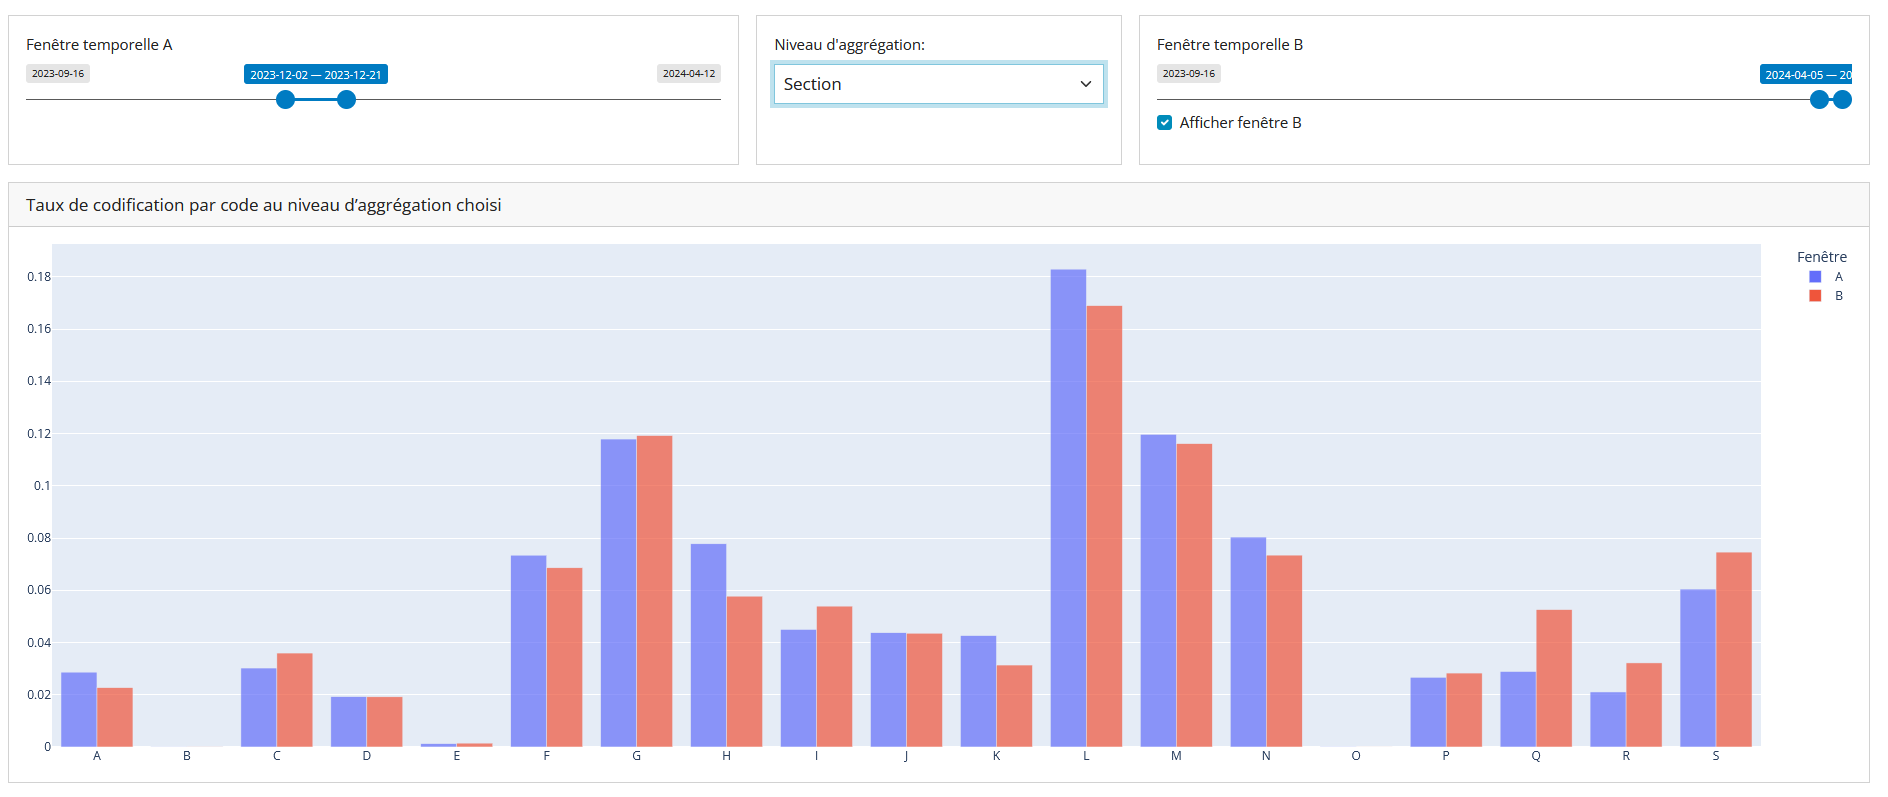 Fenêtre temporelle A
2023-09-16
2023-12-02 — 2023-12-21
2024-04-12
Niveau d'aggrégation:
Section
Fenêtre temporelle B
2023-09-16
2024-04-05 — 20
Afficher fenêtre B
Taux de codification par code au niveau d’aggrégation choisi
Fenêtre
A
B
0.18
0.16
0.14
0.12
0.1
0.08
0.06
0.04
0.02
0
A B C D E F G H I J K L M N O P Q R S